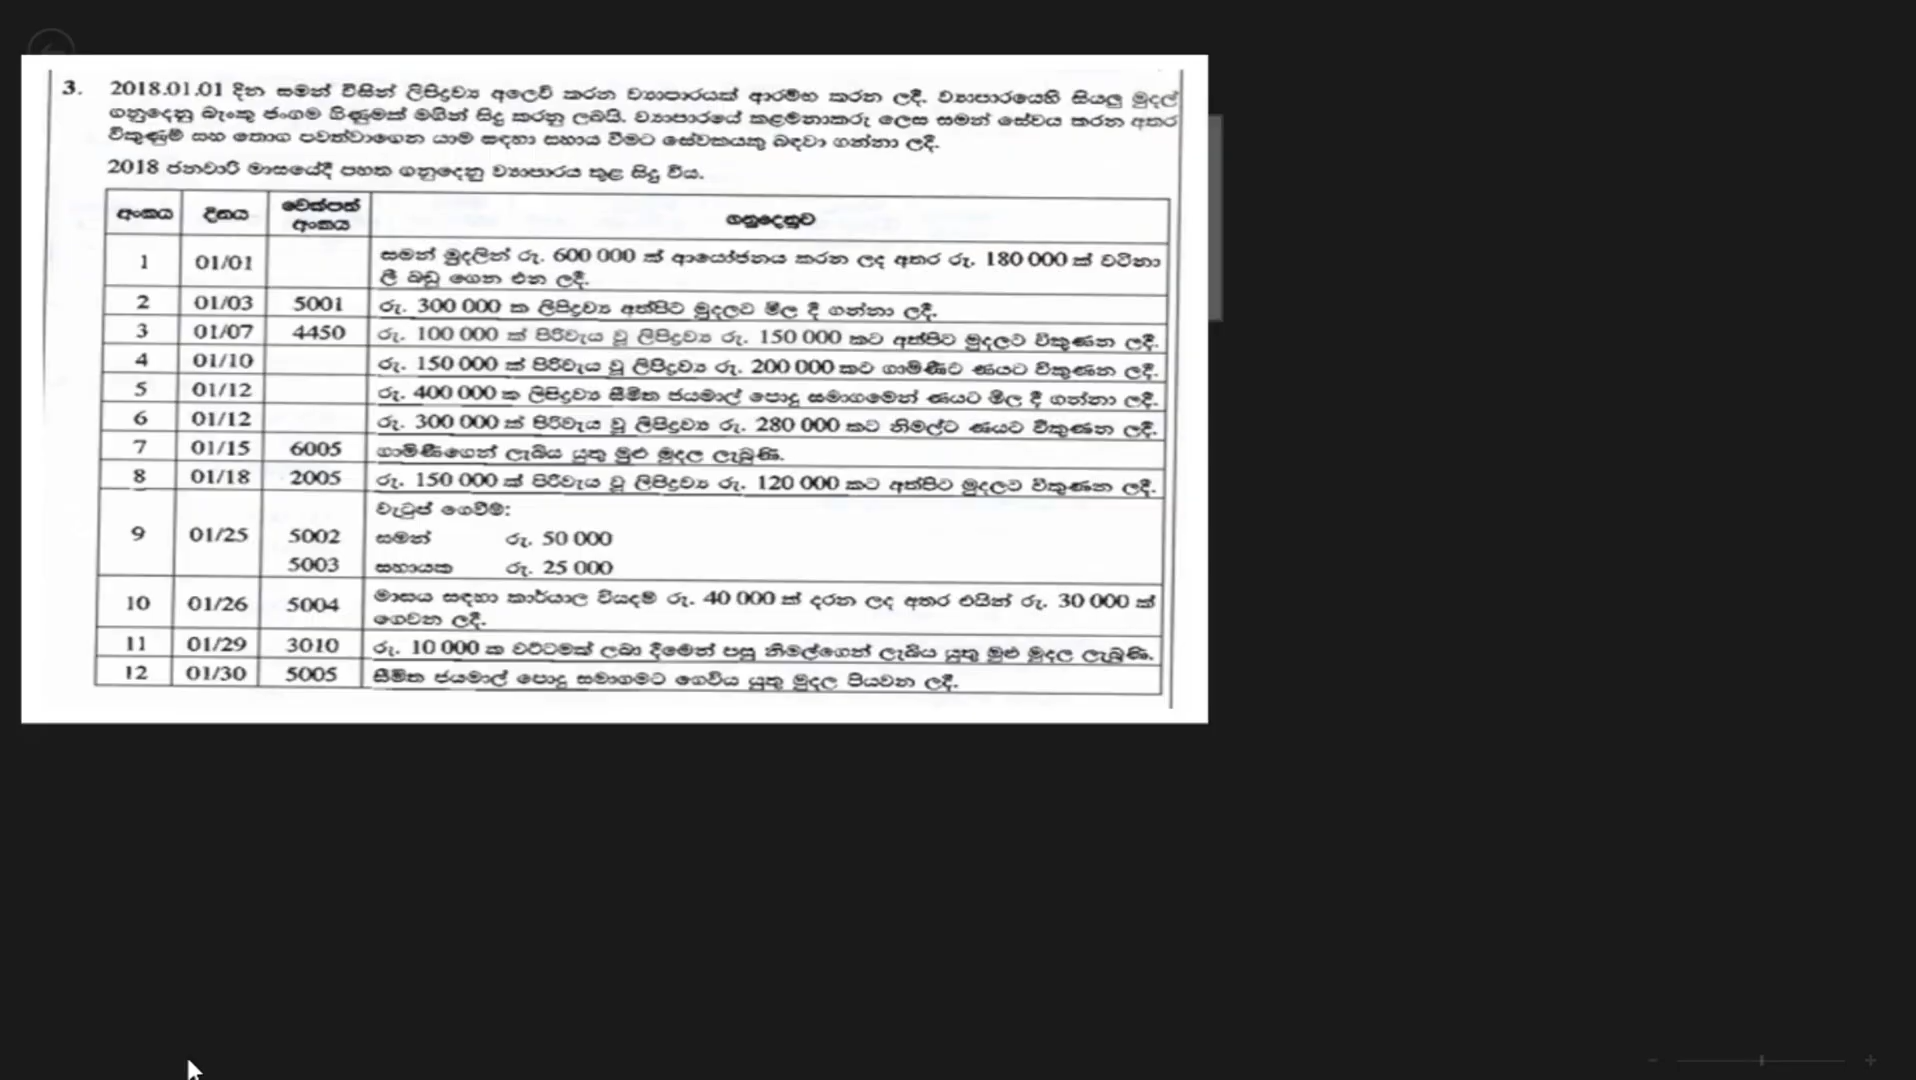 3. 2018.01.01 දින සමන් විසින් ලිපිද්‍රව්‍ය අලෙවි කරන ව්‍යාපාරයක් ආරම්භ කරන ලදී. ව්‍යාපාරයෙහි සියලු මුදල්
ගනුදෙනු බැංකු ජංගම ගිණුමක් මගින් සිදු කරනු ලබයි. ව්‍යාපාරයේ කළමනාකරු ලෙස සමන් සේවය කරන අතර
විකුණුම් සහ තොග පවත්වාගෙන යාම සඳහා සහාය වීමට සේවකයකු බඳවා ගන්නා ලදී.
2018 ජනවාරි මාසයේදී පහත ගනුදෙනු ව්‍යාපාරය තුළ සිදු විය.
අංකය දිනය චෙක්පත් අංකය ගනුදෙනුව
1 01/01 සමන් මුදලින් රු. 600 000 ක් ආයෝජනය කරන ලද අතර රු. 180 000 ක් වටිනා
ලී බඩු ගෙන එන ලදී.
2 01/03 5001 රු. 300 000 ක ලිපිද්‍රව්‍ය අත්පිට මුදලට මිල දී ගන්නා ලදී.
3 01/07 4450 රු. 100 000 ක් පිරිවැය වූ ලිපිද්‍රව්‍ය රු. 150 000 කට අත්පිට මුදලට විකුණන ලදී.
4 01/10 රු. 150 000 ක් පිරිවැය වූ ලිපිද්‍රව්‍ය රු. 200 000 කට ගාමිණීට ණයට විකුණන ලදී.
5 01/12 රු. 400 000 ක ලිපිද්‍රව්‍ය සීමිත ජයමාල් පොදු සමාගමෙන් ණයට මිල දී ගන්නා ලදී.
6 01/12 රු. 300 000 ක් පිරිවැය වූ ලිපිද්‍රව්‍ය රු. 280 000 කට නිමල්ට ණයට විකුණන ලදී.
7 01/15 6005 ගාමිණීගෙන් ලැබිය යුතු මුළු මුදල ලැබුණි.
8 01/18 2005 රු. 150 000 ක් පිරිවැය වූ ලිපිද්‍රව්‍ය රු. 120 000 කට අත්පිට මුදලට විකුණන ලදී.
වැටුප් ගෙවීම්:
9 01/25 5002 සමන් රු. 50 000
5003 සහායක රු. 25 000
10 01/26 5004 මාසය සඳහා කාර්යාල වියදම් රු. 40 000 ක් දරන ලද අතර එයින් රු. 30 000 ක්
ගෙවන ලදී.
11 01/29 3010 රු. 10 000 ක වට්ටමක් ලබා දීමෙන් පසු නිමල්ගෙන් ලැබිය යුතු මුළු මුදල ලැබුණි.
12 01/30 5005 සීමිත ජයමාල් පොදු සමාගමට ගෙවිය යුතු මුදල පියවන ලදී.